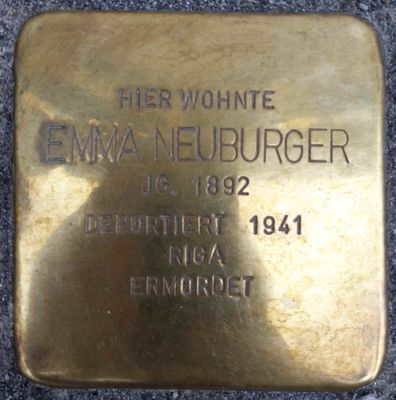 HIER WOHNTE
EMMA NEUBURGER
JG. 1892
DEPORTIERT 1941
RIGA
ERMORDET